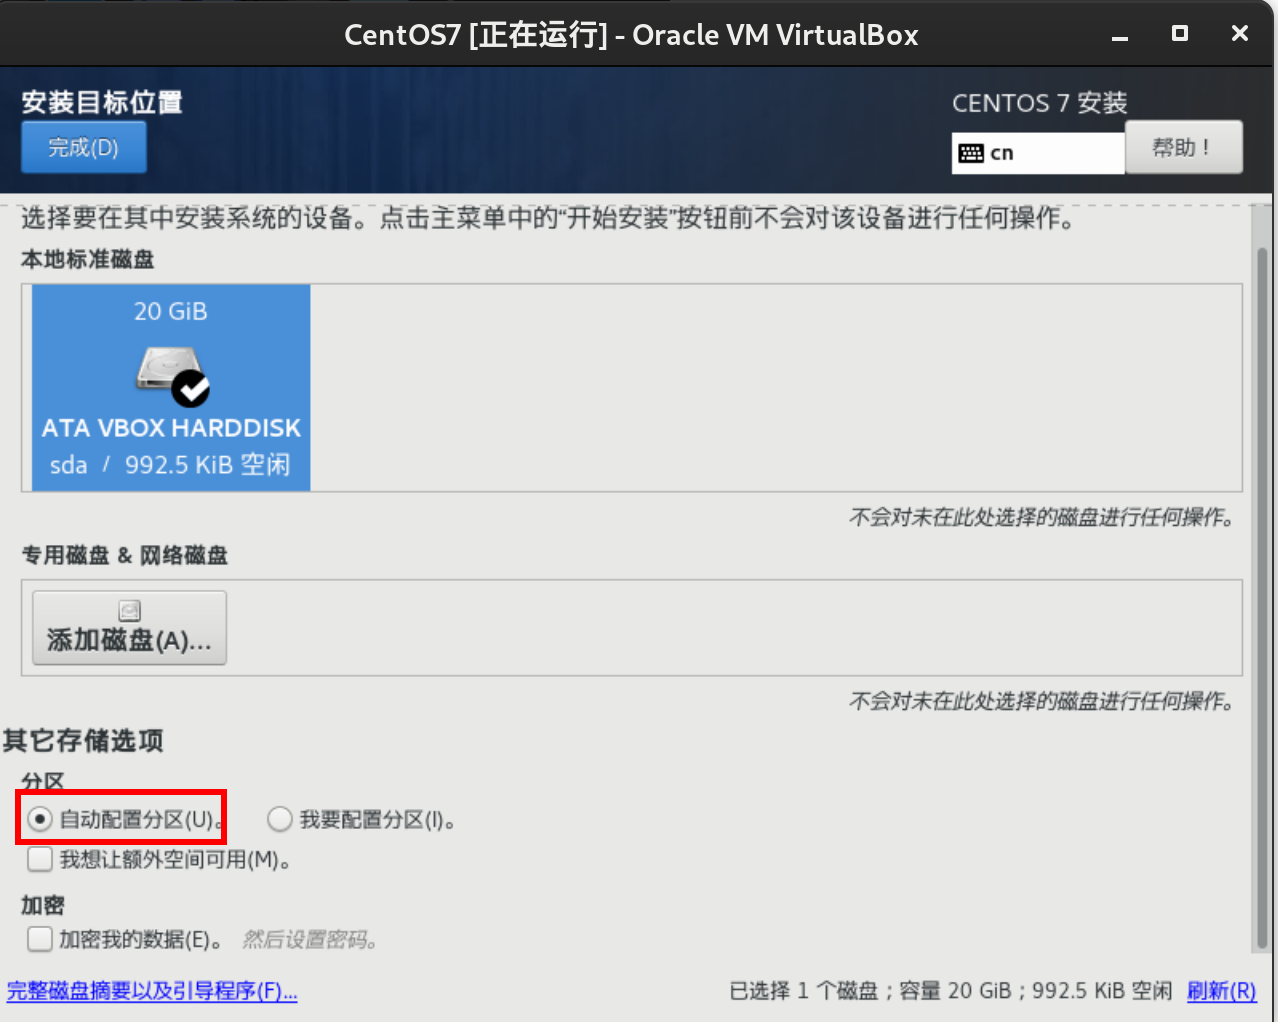 CentOS7 [正在运行] - Oracle VM VirtualBox
安装目标位置
CENTOS 7 安装
完成(D)
cn
帮助！
选择要在其中安装系统的设备。点击主菜单中的“开始安装”按钮前不会对该设备进行任何操作。
本地标准磁盘
20 GiB
ATA VBOX HARDDISK
sda / 992.5 KiB 空闲
不会对未在此处选择的磁盘进行任何操作。
专用磁盘 & 网络磁盘
添加磁盘(A)...
不会对未在此处选择的磁盘进行任何操作。
其它存储选项
分区
自动配置分区(U)。 我要配置分区(I)。
我想让额外空间可用(M)。
加密
加密我的数据(E)。 然后设置密码。
完整磁盘摘要以及引导程序(F)... 已选择 1 个磁盘；容量 20 GiB；992.5 KiB 空闲 刷新(R)